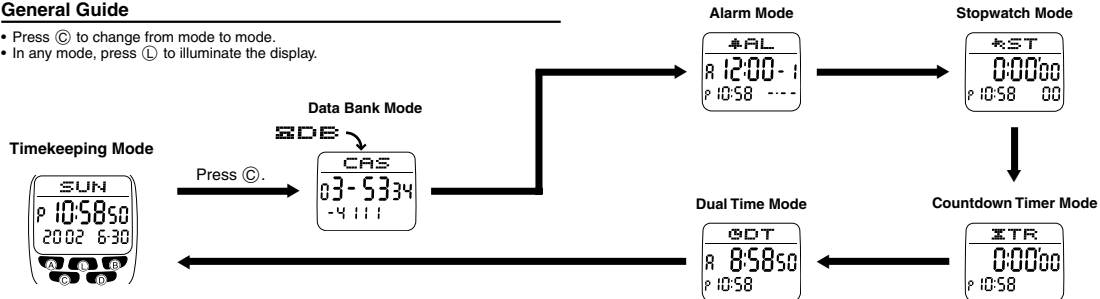 General Guide
• Press Ⓒ to change from mode to mode.
• In any mode, press Ⓛ to illuminate the display.
Timekeeping Mode
SUN
P 10:58 50
2002 6-30
A L B
C D
Press Ⓒ.
Data Bank Mode
DB
CAS
03-5334
-4111
Alarm Mode
AL
A 12:00-1
P 10:58 -:--
Stopwatch Mode
ST
0:00'00
P 10:58 00
Countdown Timer Mode
TR
0:00'00
P 10:58
Dual Time Mode
DT
A 8:58 50
P 10:58